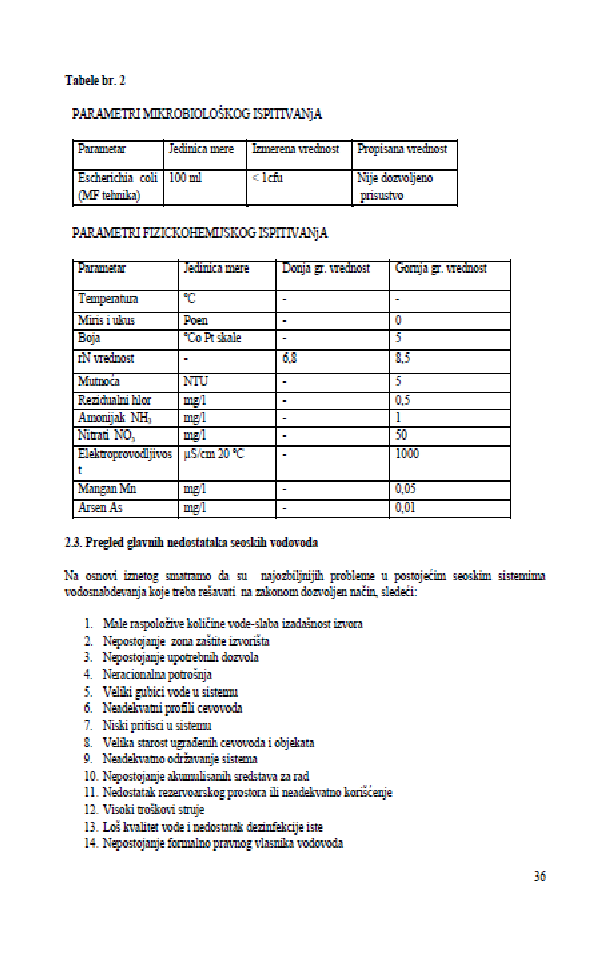 Tabele br. 2
PARAMETRI MIKROBIOLOŠKOG ISPITIVANjA
Parametar Jedinica mere Izmerena vrednost Propisana vrednost
Escherichia coli 100 ml < 1cfu Nije dozvoljeno
(MF tehnika) prisustvo
PARAMETRI FIZICKOHEMIJSKOG ISPITIVANjA
Parametar Jedinica mere Donja gr. vrednost Gornja gr. vrednost
Temperatura °C - -
Miris i ukus Poen - 0
Boja °Co Pt skale - 5
rN vrednost - 6,8 8,5
Mutnoća NTU - 5
Rezidualni hlor mg/l - 0,5
Amonijak NH₃ mg/l - 1
Nitrati NO₃ mg/l - 50
Elektroprovodljivos µS/cm 20 °C - 1000
t
Mangan Mn mg/l - 0,05
Arsen As mg/l - 0,01
2.3. Pregled glavnih nedostataka seoskih vodovoda
Na osnovi iznetog smatramo da su najozbiljnijih probleme u postojećim seoskim sistemima
vodosnabdevanja koje treba rešavati na zakonom dozvoljen način, sledeći:
1. Male raspoložive količine vode-slaba izadašnost izvora
2. Nepostojanje zona zaštite izvorišta
3. Nepostojanje upotrebnih dozvola
4. Neracionalna potrošnja
5. Veliki gubici vode u sistemu
6. Neadekvatni profili cevovoda
7. Niski pritisci u sistemu
8. Velika starost ugrađenih cevovoda i objekata
9. Neadekvatno održavanje sistema
10. Nepostojanje akumulisanih sredstava za rad
11. Nedostatak rezervoarskog prostora ili neadekvatno korišćenje
12. Visoki troškovi struje
13. Loš kvalitet vode i nedostatak dezinfekcije iste
14. Nepostojanje formalno pravnog vlasnika vodovoda
36